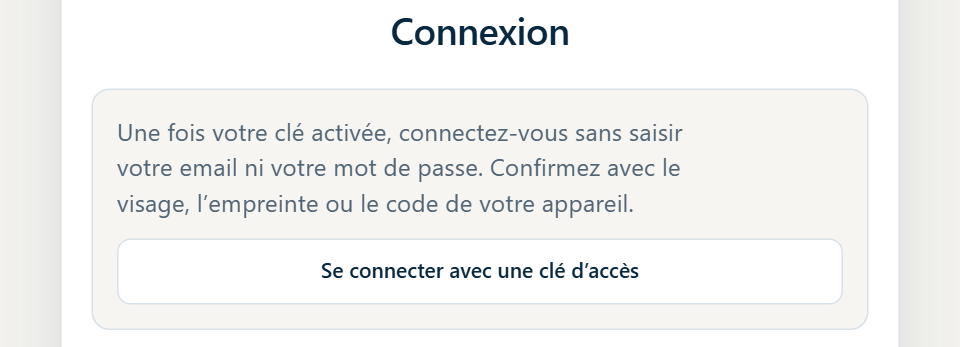 Connexion
Une fois votre clé activée, connectez-vous sans saisir
votre email ni votre mot de passe. Confirmez avec le
visage, l’empreinte ou le code de votre appareil.
Se connecter avec une clé d’accès